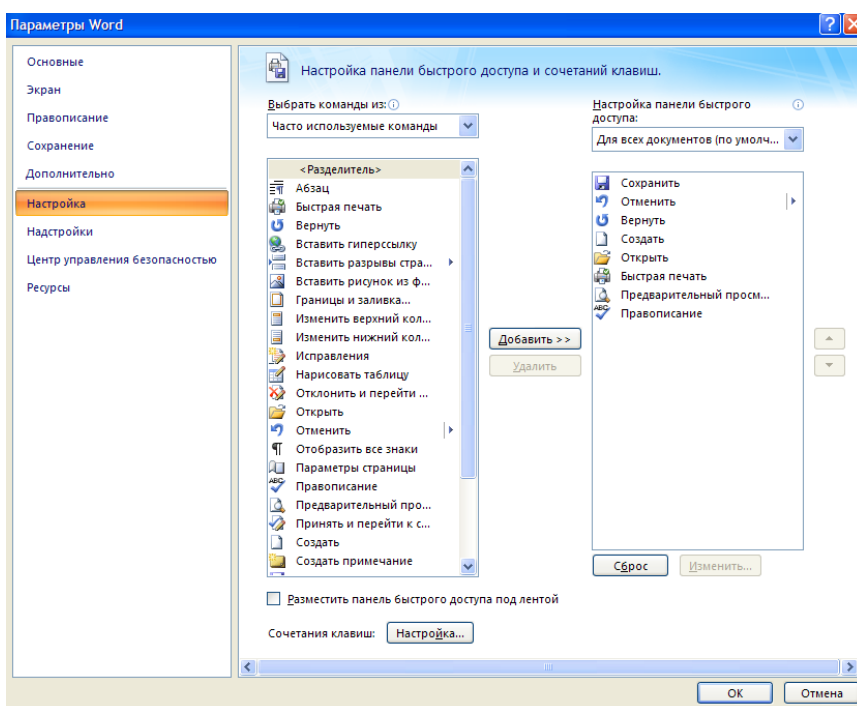 Параметры Word
Основные
Экран
Правописание
Сохранение
Дополнительно
Настройка
Надстройки
Центр управления безопасностью
Ресурсы
Настройка панели быстрого доступа и сочетаний клавиш.
Выбрать команды из:
Часто используемые команды
<Разделитель>
Абзац
Быстрая печать
Вернуть
Вставить гиперссылку
Вставить разрывы стра...
Вставить рисунок из ф...
Границы и заливка...
Изменить верхний кол...
Изменить нижний кол...
Исправления
Нарисовать таблицу
Отклонить и перейти ...
Открыть
Отменить
Отобразить все знаки
Параметры страницы
Правописание
Предварительный про...
Принять и перейти к с...
Создать
Создать примечание
Добавить >>
Удалить
Настройка панели быстрого
доступа:
Для всех документов (по умолч...
Сохранить
Отменить
Вернуть
Создать
Открыть
Быстрая печать
Предварительный просм...
Правописание
Сброс
Изменить...
Разместить панель быстрого доступа под лентой
Сочетания клавиш:
Настройка...
ОК
Отмена